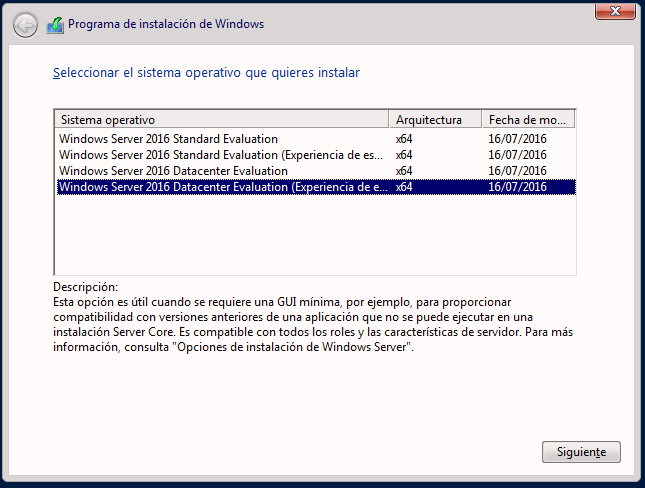 Programa de instalación de Windows
Seleccionar el sistema operativo que quieres instalar
Sistema operativo Arquitectura Fecha de mo...
Windows Server 2016 Standard Evaluation x64 16/07/2016
Windows Server 2016 Standard Evaluation (Experiencia de es... x64 16/07/2016
Windows Server 2016 Datacenter Evaluation x64 16/07/2016
Windows Server 2016 Datacenter Evaluation (Experiencia de e... x64 16/07/2016
Descripción:
Esta opción es útil cuando se requiere una GUI mínima, por ejemplo, para proporcionar
compatibilidad con versiones anteriores de una aplicación que no se puede ejecutar en una
instalación Server Core. Es compatible con todos los roles y las características de servidor. Para más
información, consulta "Opciones de instalación de Windows Server".
Siguiente